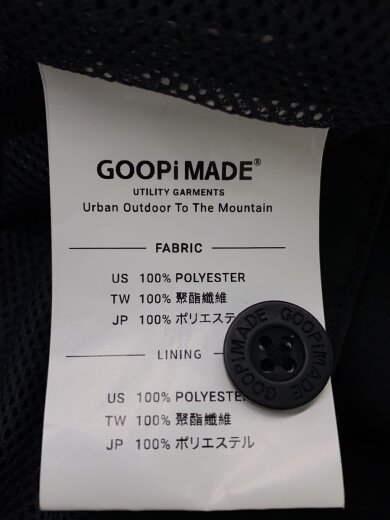 GOOPiMADE®
UTILITY GARMENTS
Urban Outdoor To The Mountain
FABRIC
US 100% POLYESTER
TW 100% 聚酯纖維
JP 100% ポリエステ
GOOPiMADE GOOPiMADE
LINING
US 100% POLYESTER
TW 100% 聚酯纖維
JP 100% ポリエステル